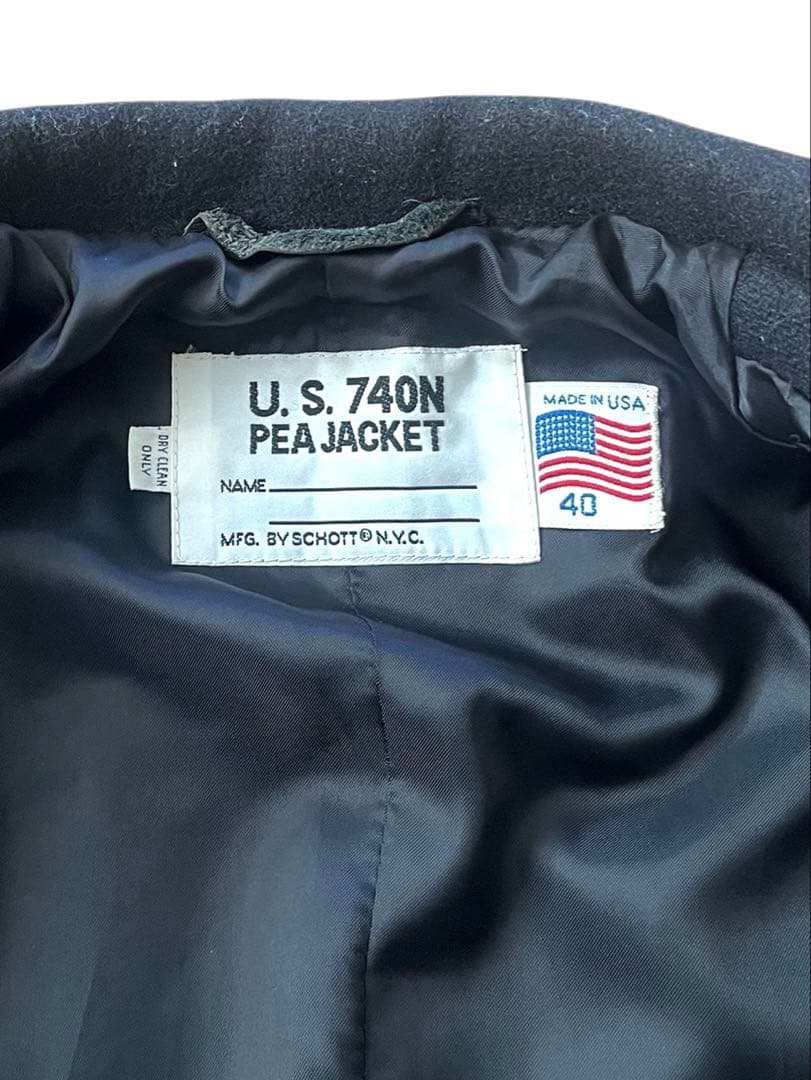 U. S. 740N
PEA JACKET
NAME
MFG. BY SCHOTT® N.Y.C.
DRY CLEAN
ONLY
MADE IN USA
40